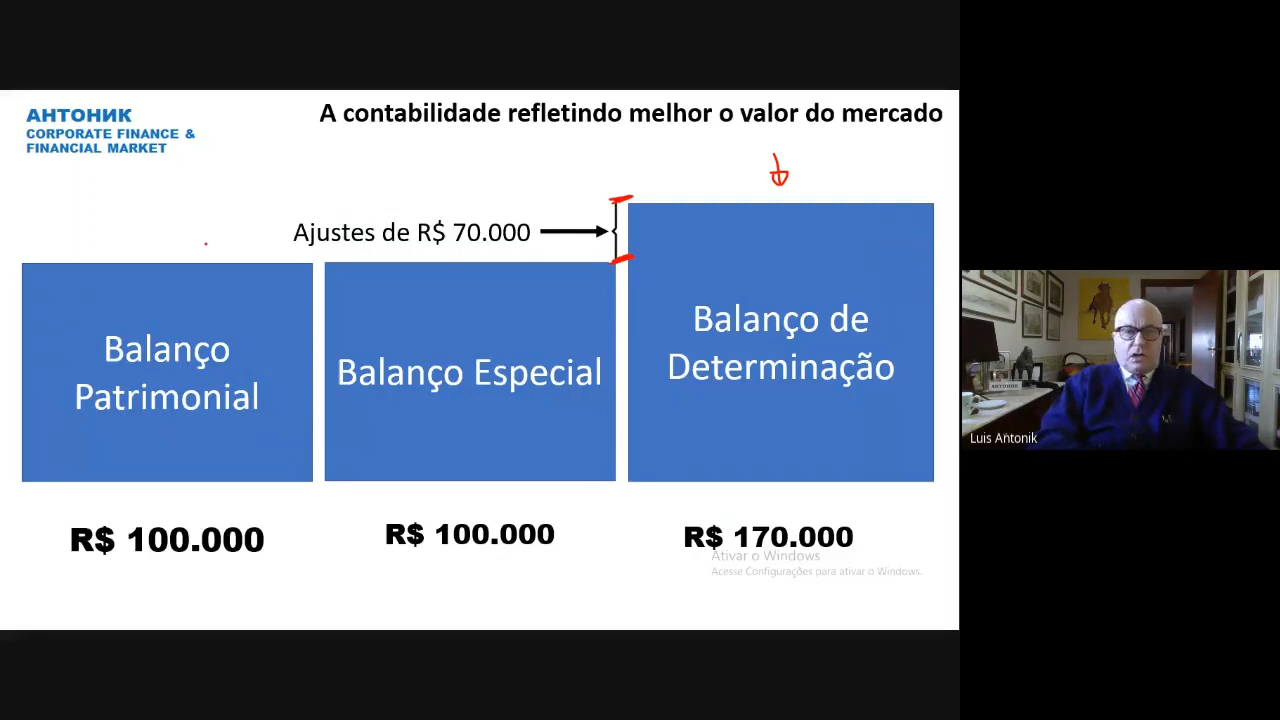 АНТОНИК
CORPORATE FINANCE &
FINANCIAL MARKET
A contabilidade refletindo melhor o valor do mercado
Ajustes de R$ 70.000
Balanço
Patrimonial
Balanço Especial
Balanço de
Determinação
R$ 100.000
R$ 100.000
R$ 170.000
Ativar o Windows
Acesse Configurações para ativar o Windows.
АНТОНИК
Luis Antonik